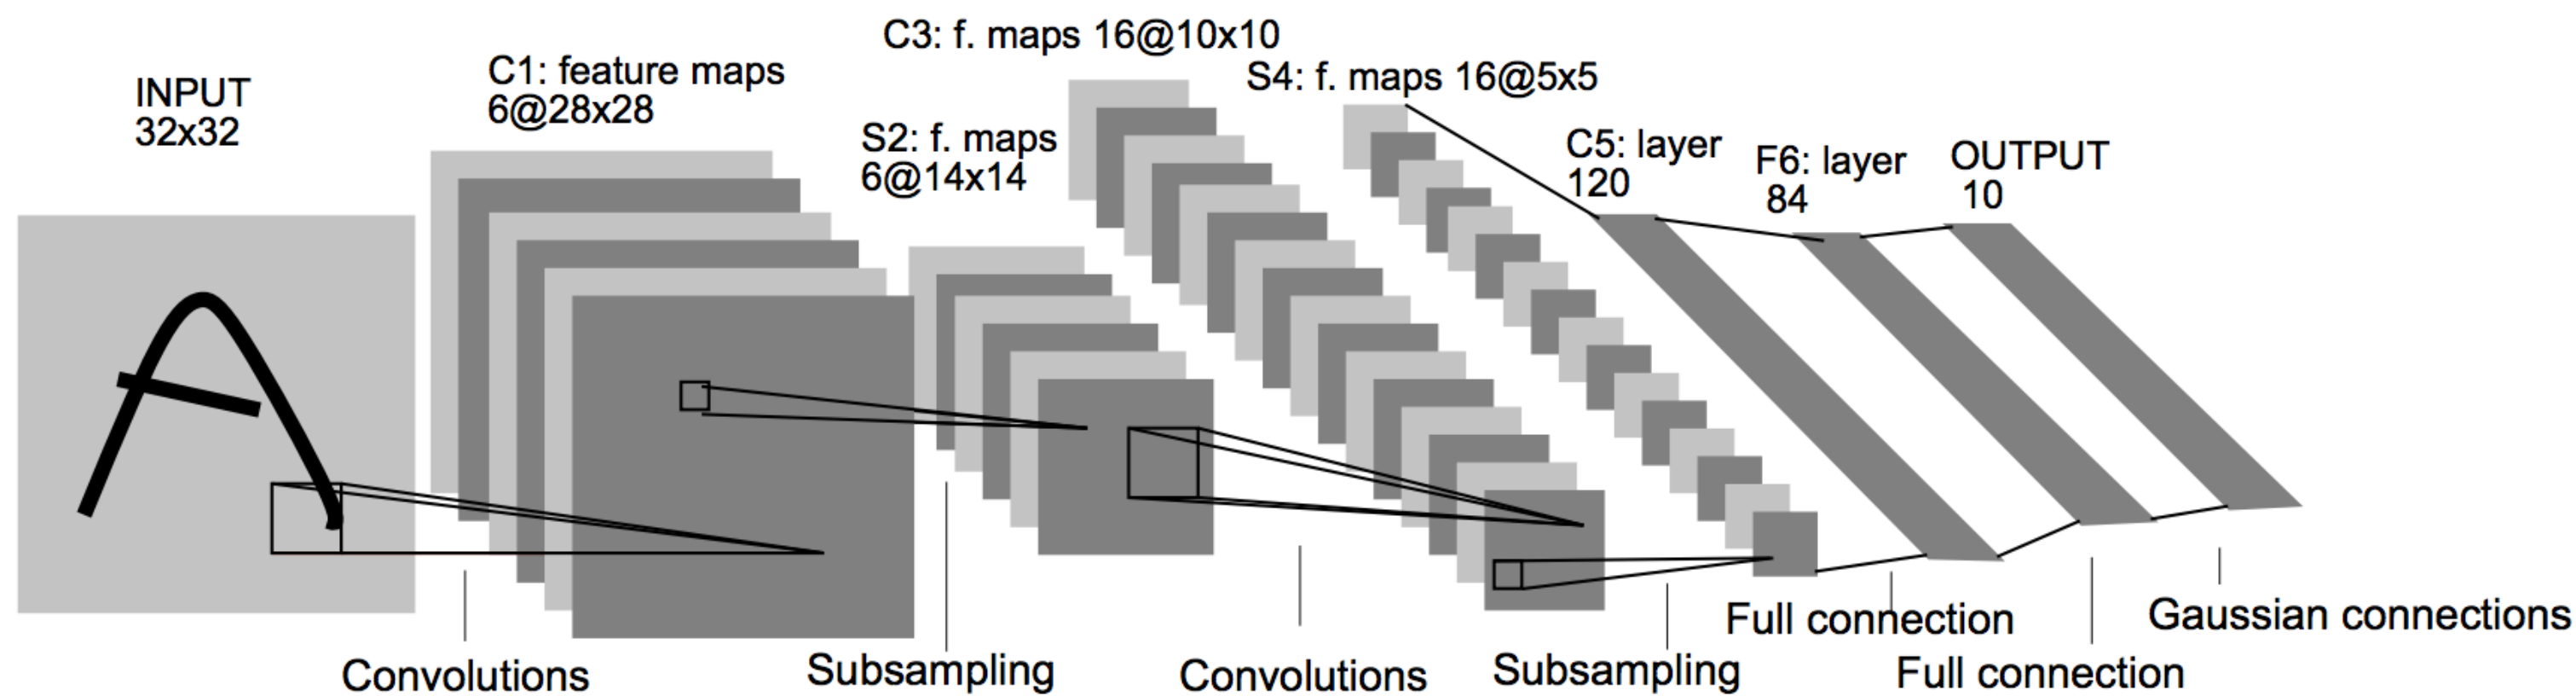 INPUT
32x32
C1: feature maps
6@28x28
S2: f. maps
6@14x14
C3: f. maps 16@10x10
S4: f. maps 16@5x5
C5: layer
120
F6: layer
84
OUTPUT
10
Convolutions
Subsampling
Convolutions
Subsampling
Full connection
Full connection
Gaussian connections